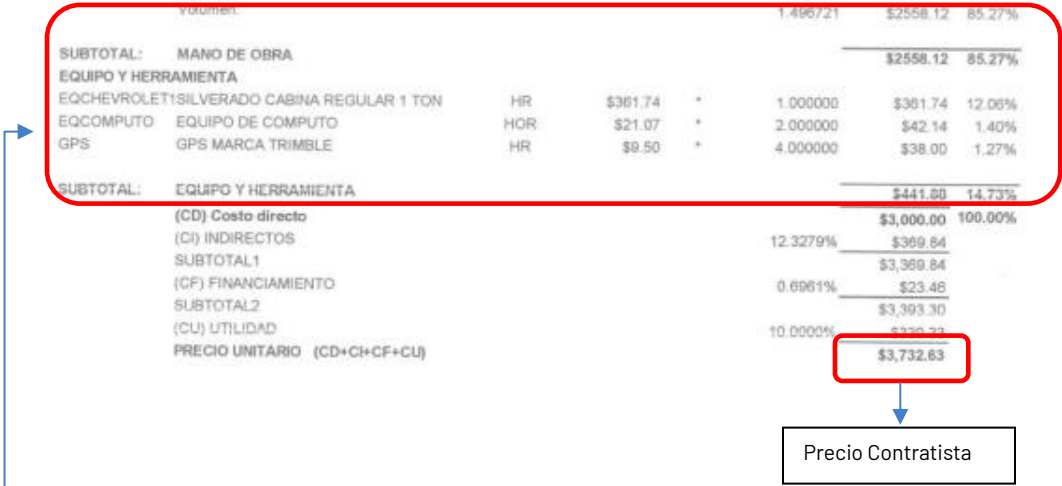 Volumen: 1.496721 $2558.12 85.27%
SUBTOTAL: MANO DE OBRA $2558.12 85.27%
EQUIPO Y HERRAMIENTA
EQCHEVROLET1SILVERADO CABINA REGULAR 1 TON HR $361.74 * 1.000000 $361.74 12.06%
EQCOMPUTO EQUIPO DE COMPUTO HOR $21.07 * 2.000000 $42.14 1.40%
GPS GPS MARCA TRIMBLE HR $9.50 * 4.000000 $38.00 1.27%
SUBTOTAL: EQUIPO Y HERRAMIENTA $441.88 14.73%
(CD) Costo directo $3,000.00 100.00%
(CI) INDIRECTOS 12.3279% $369.84
SUBTOTAL1 $3,369.84
(CF) FINANCIAMIENTO 0.6961% $23.46
SUBTOTAL2 $3,393.30
(CU) UTILIDAD 10.0000% $339.33
PRECIO UNITARIO (CD+CI+CF+CU) $3,732.63
Precio Contratista